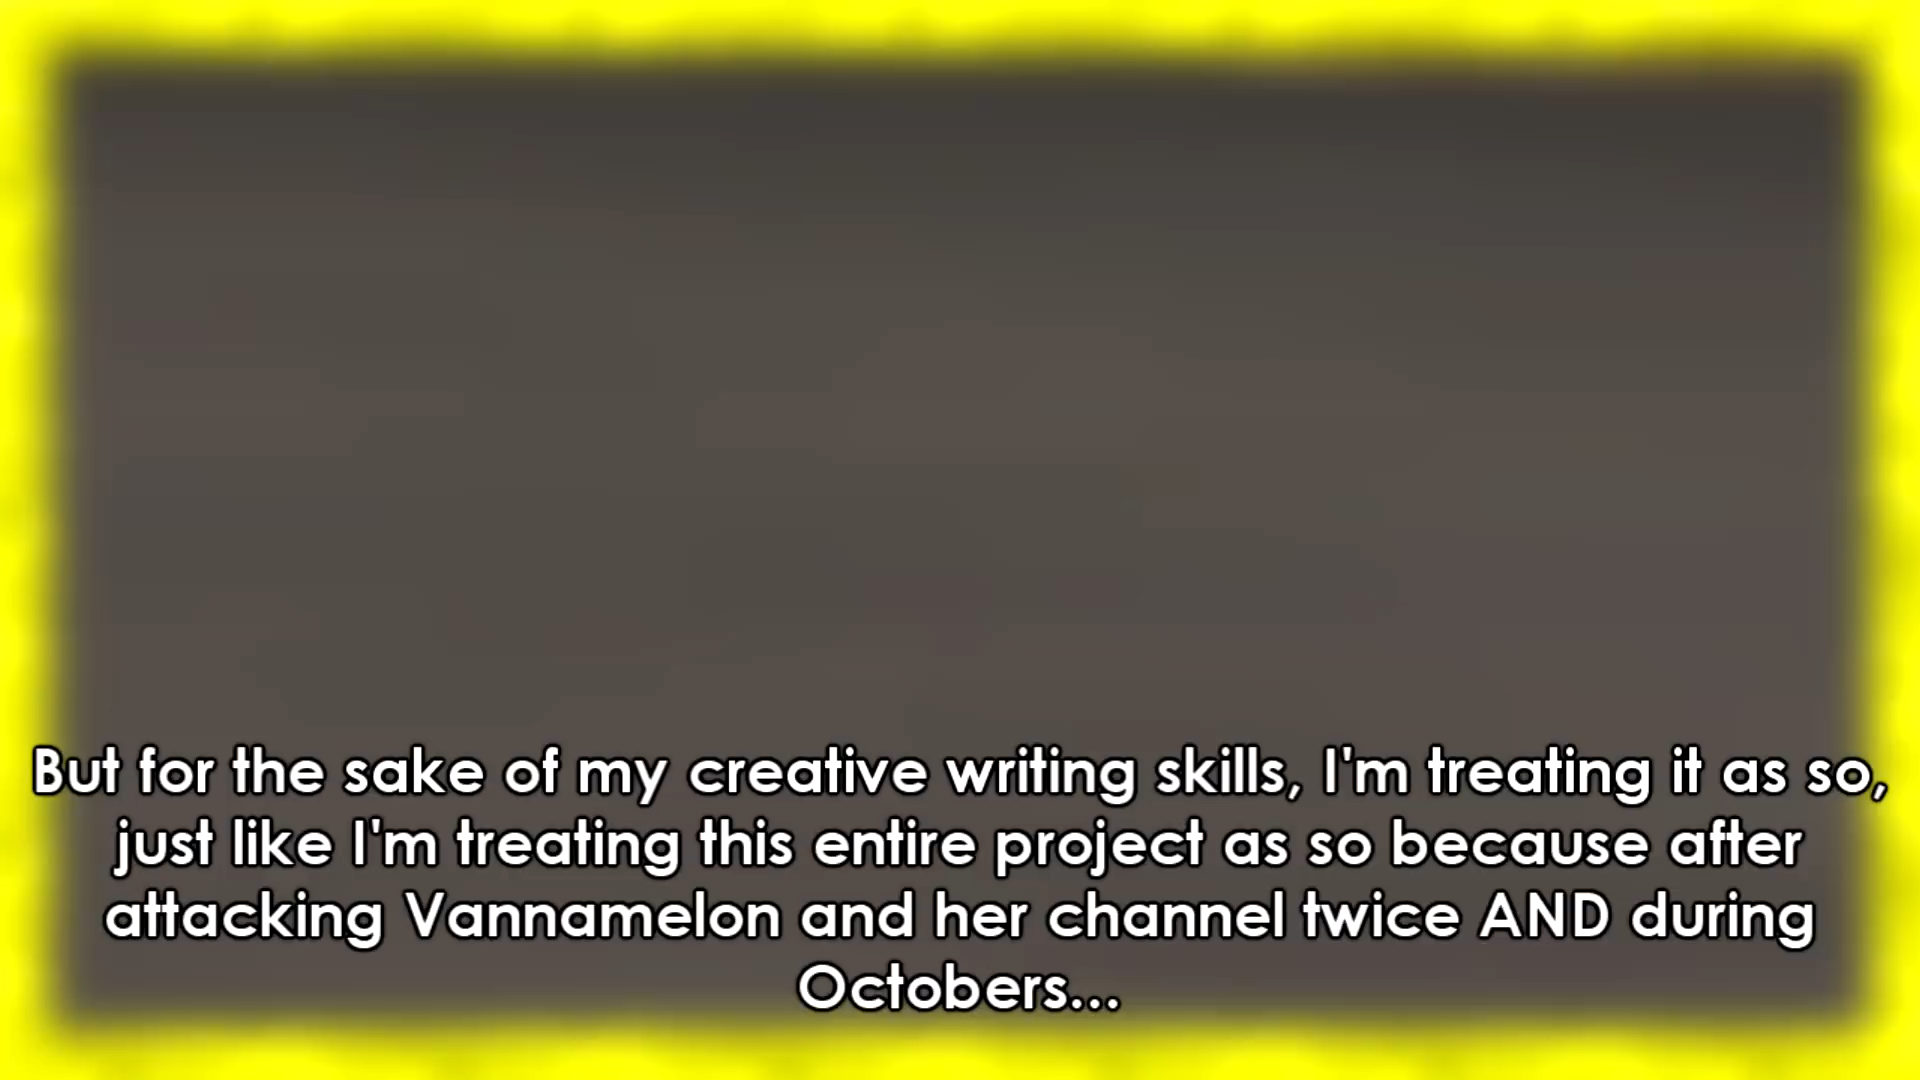 But for the sake of my creative writing skills, I'm treating it as so,
just like I'm treating this entire project as so because after
attacking Vannamelon and her channel twice AND during
Octobers...